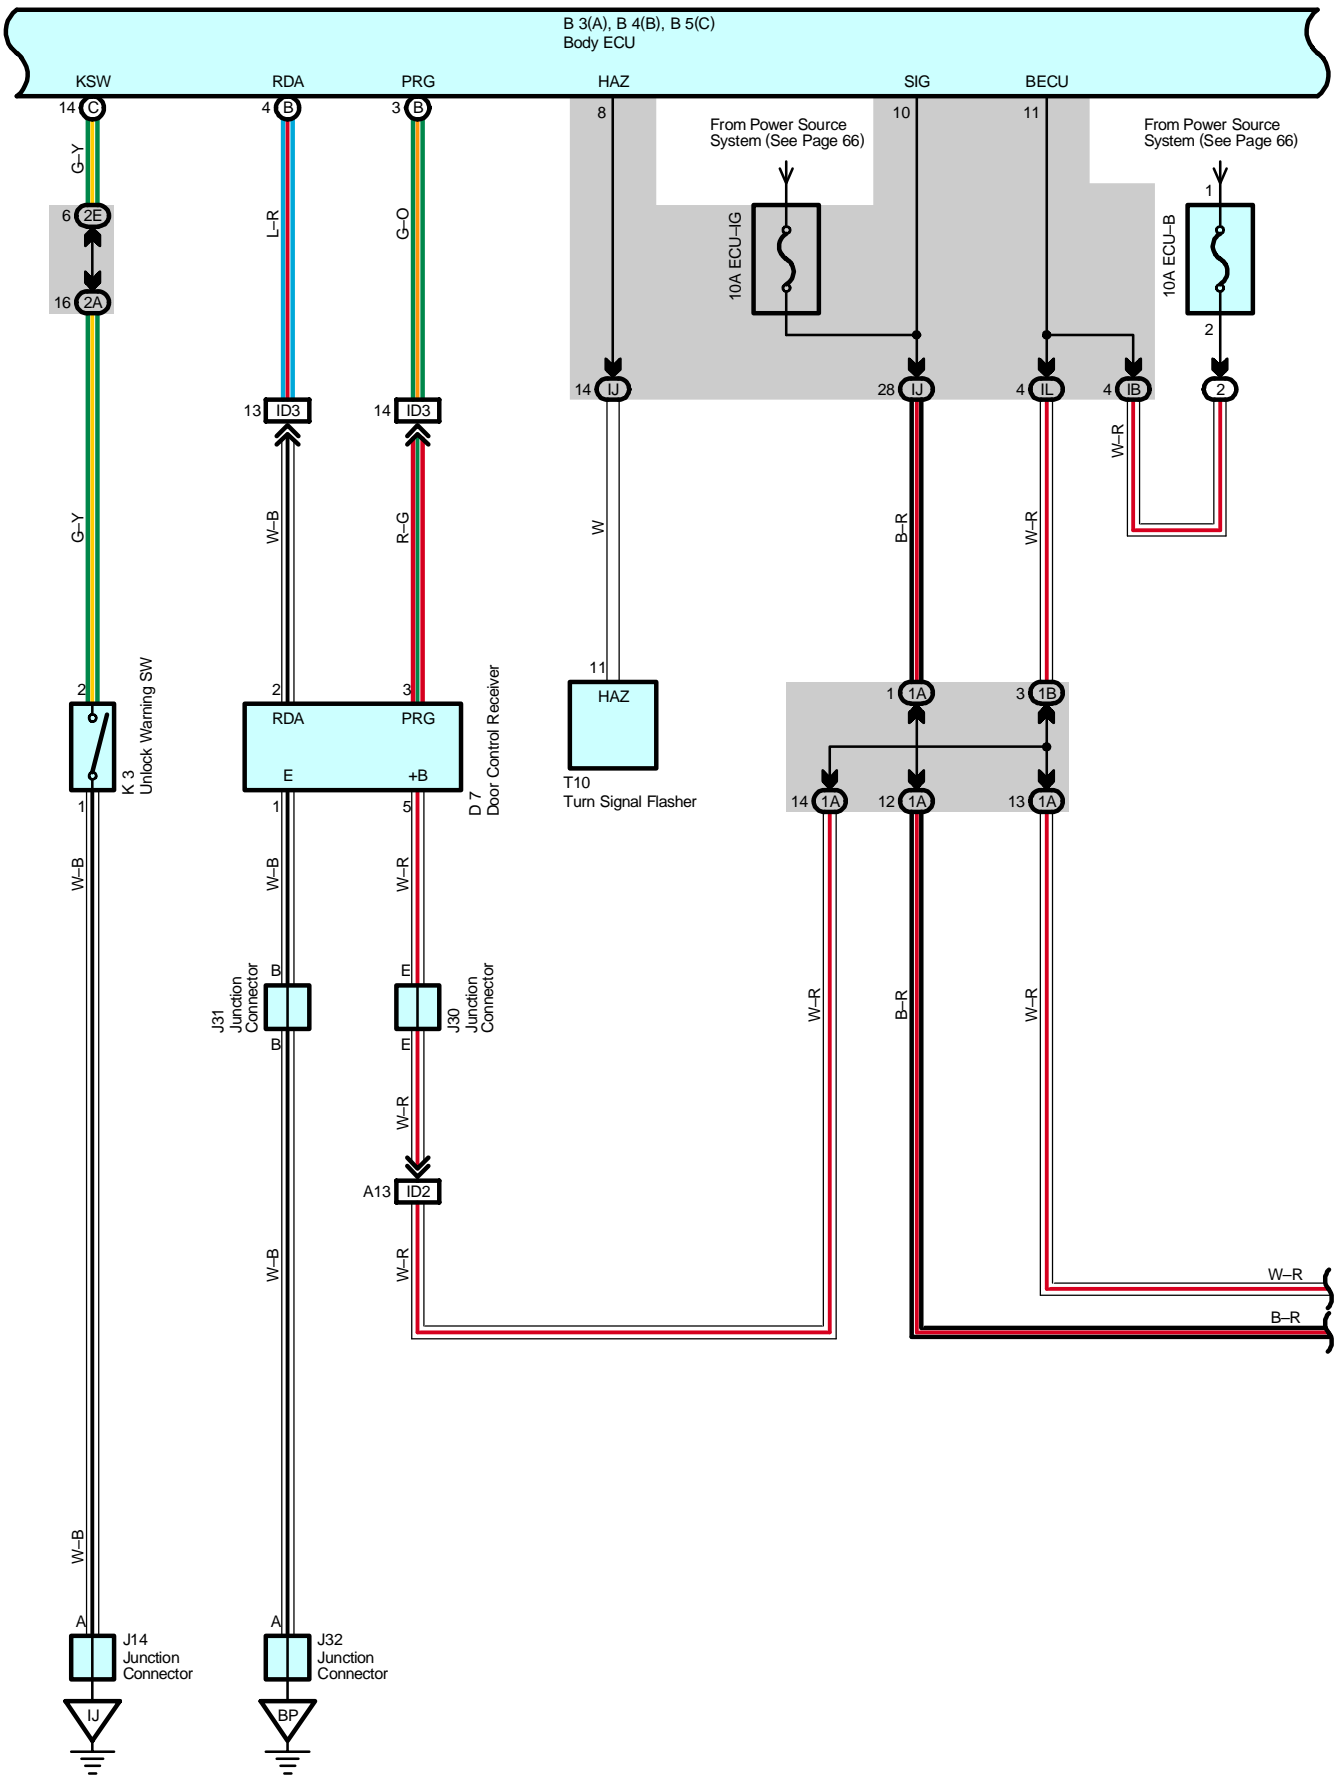 B 3(A), B 4(B), B 5(C)
Body ECU
KSW
RDA
PRG
HAZ
SIG
BECU
14
C
4
B
3
B
8
10
11
From Power Source
System (See Page 66)
From Power Source
System (See Page 66)
G–Y
L–R
G–O
1
6
2E
10A ECU–IG
10A ECU–B
16
2A
2
14
IJ
28
IJ
4
IL
4
IB
2
13
ID3
14
ID3
W–R
G–Y
W–B
R–G
W
B–R
W–R
2
2
3
11
1
1A
3
1B
RDA
PRG
HAZ
K 3
Unlock Warning SW
E
+B
D 7
Door Control Receiver
T10
Turn Signal Flasher
1
1
5
14
1A
12
1A
13
1A
W–B
W–B
W–R
B
E
J31
Junction
Connector
J30
Junction
Connector
W–R
B–R
W–R
B
E
W–R
A13
ID2
W–B
W–R
W–R
B–R
W–B
A
A
J14
Junction
Connector
J32
Junction
Connector
IJ
BP